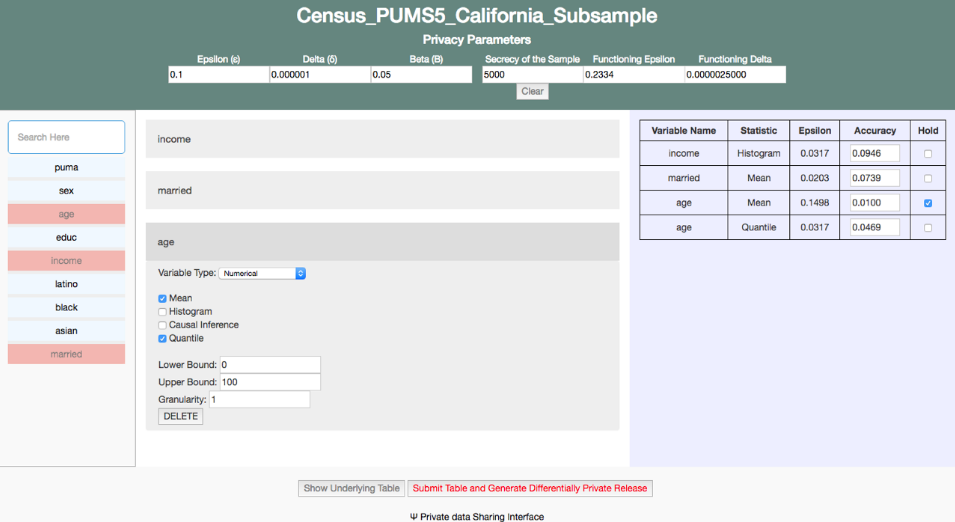 Census_PUMS5_California_Subsample
Privacy Parameters
Epsilon (ε) Delta (δ) Beta (B) Secrecy of the Sample Functioning Epsilon Functioning Delta
0.1 0.000001 0.05 5000 0.2334 0.0000025000
Clear
Search Here
puma
sex
age
educ
income
latino
black
asian
married
income
married
age
Variable Type: Numerical
Mean
Histogram
Causal Inference
Quantile
Lower Bound: 0
Upper Bound: 100
Granularity: 1
DELETE
Variable Name Statistic Epsilon Accuracy Hold
income Histogram 0.0317 0.0946
married Mean 0.0203 0.0739
age Mean 0.1498 0.0100
age Quantile 0.0317 0.0469
Show Underlying Table Submit Table and Generate Differentially Private Release
Ψ Private data Sharing Interface